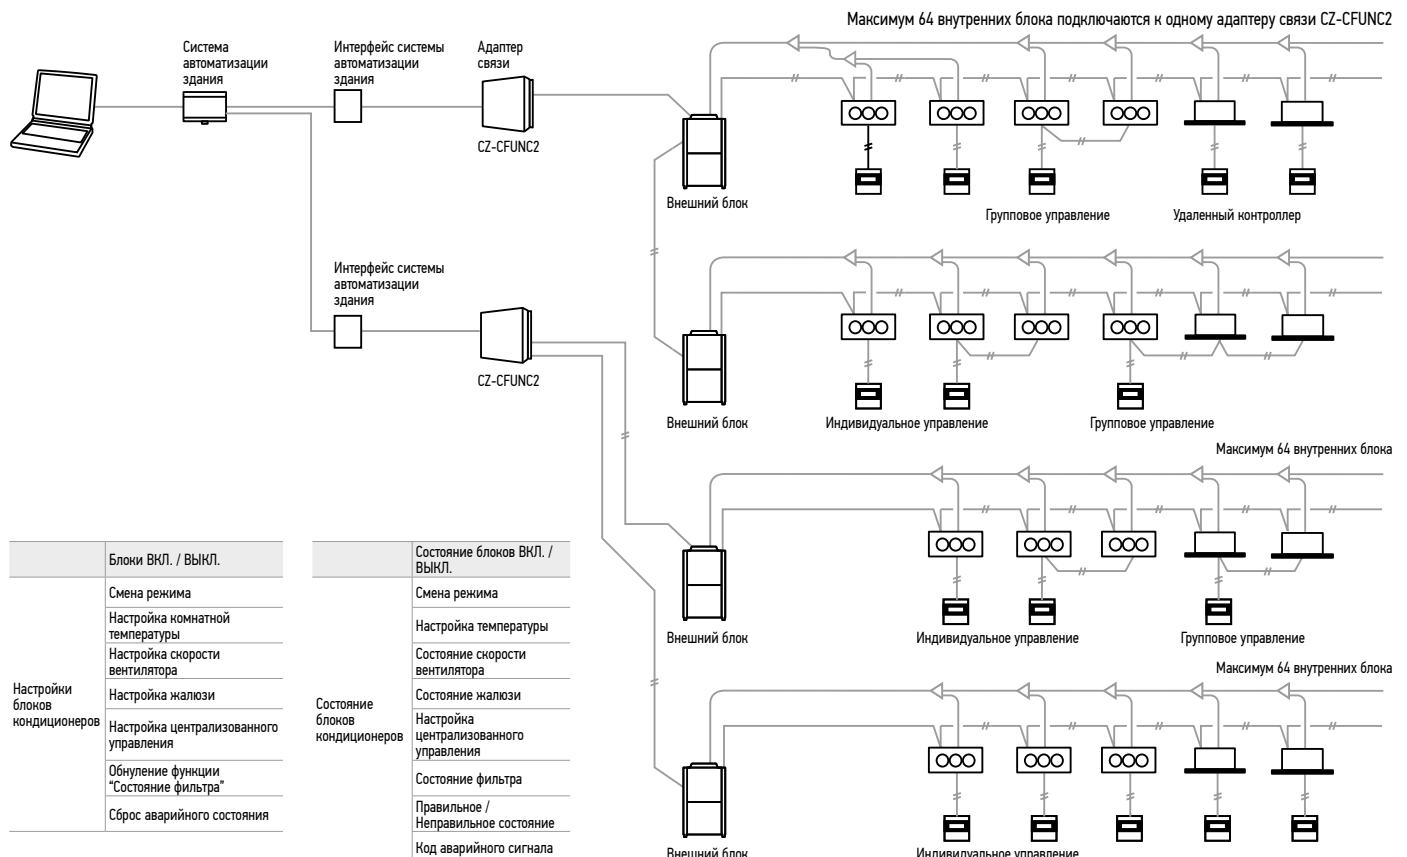 Максимум 64 внутренних блока подключаются к одному адаптеру связи CZ-CFUNC2
Система
автоматизации
здания
Интерфейс системы
автоматизации
здания
Адаптер
связи
CZ-CFUNC2
Внешний блок
Групповое управление
Удаленный контроллер
Интерфейс системы
автоматизации
здания
CZ-CFUNC2
Внешний блок
Индивидуальное управление
Групповое управление
Максимум 64 внутренних блока
Внешний блок
Индивидуальное управление
Групповое управление
Максимум 64 внутренних блока
Внешний блок
Индивидуальное управление
Блоки ВКЛ. / ВЫКЛ.
Настройки
блоков
кондиционеров
Смена режима
Настройка комнатной
температуры
Настройка скорости
вентилятора
Настройка жалюзи
Настройка централизованного
управления
Обнуление функции
“Состояние фильтра”
Сброс аварийного состояния
Состояние блоков ВКЛ. /
ВЫКЛ.
Состояние
блоков
кондиционеров
Смена режима
Настройка температуры
Состояние скорости
вентилятора
Состояние жалюзи
Настройка
централизованного
управления
Состояние фильтра
Правильное /
Неправильное состояние
Код аварийного сигнала